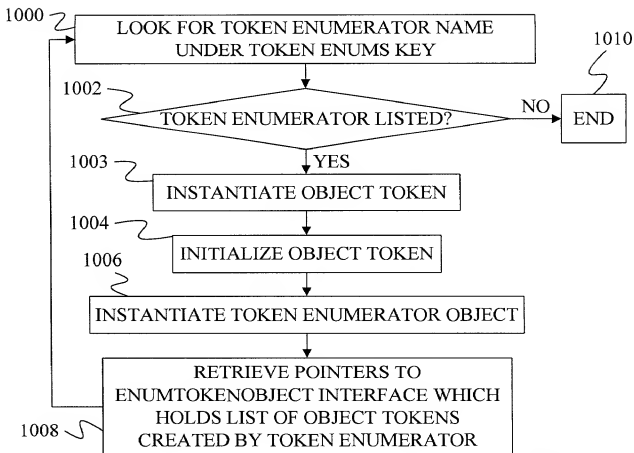 1000
LOOK FOR TOKEN ENUMERATOR NAME
UNDER TOKEN ENUMS KEY
1010
1002
TOKEN ENUMERATOR LISTED?
NO
END
YES
1003
INSTANTIATE OBJECT TOKEN
1004
INITIALIZE OBJECT TOKEN
1006
INSTANTIATE TOKEN ENUMERATOR OBJECT
RETRIEVE POINTERS TO
ENUMTOKENOBJECT INTERFACE WHICH
HOLDS LIST OF OBJECT TOKENS
CREATED BY TOKEN ENUMERATOR
1008